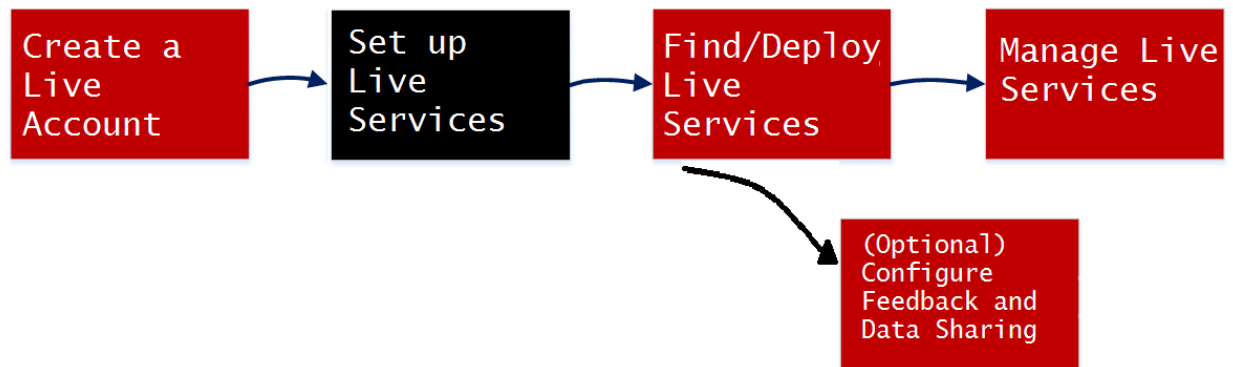 Create a
Live
Account
Set up
Live
Services
Find/Deploy
Live
Services
Manage Live
Services
(Optional)
Configure
Feedback and
Data Sharing